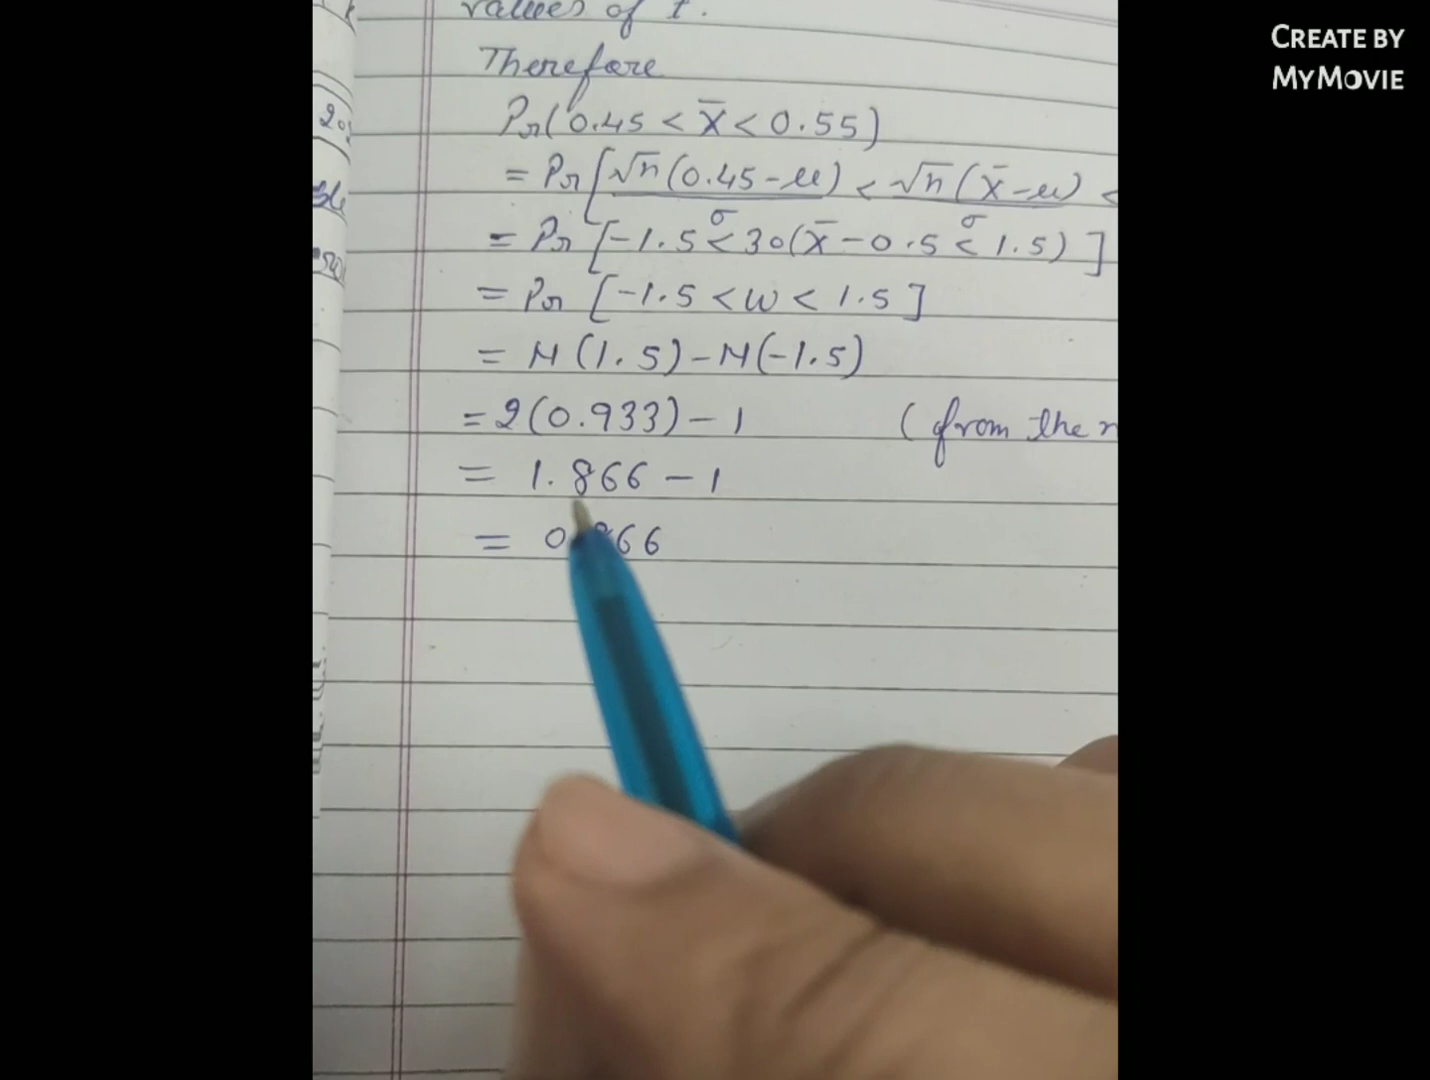 values of t.
Therefore
Pr(0.45 < x̄ < 0.55)
= Pr[√n(0.45-μ)/σ < √n(x̄-μ)/σ <
= Pr[-1.5 < 30(x̄-0.5 < 1.5)]
= Pr[-1.5 < W < 1.5]
= N(1.5) - N(-1.5)
= 2(0.933) - 1 (from the
= 1.866 - 1
= 0.866
CREATE BY
MYMOVIE